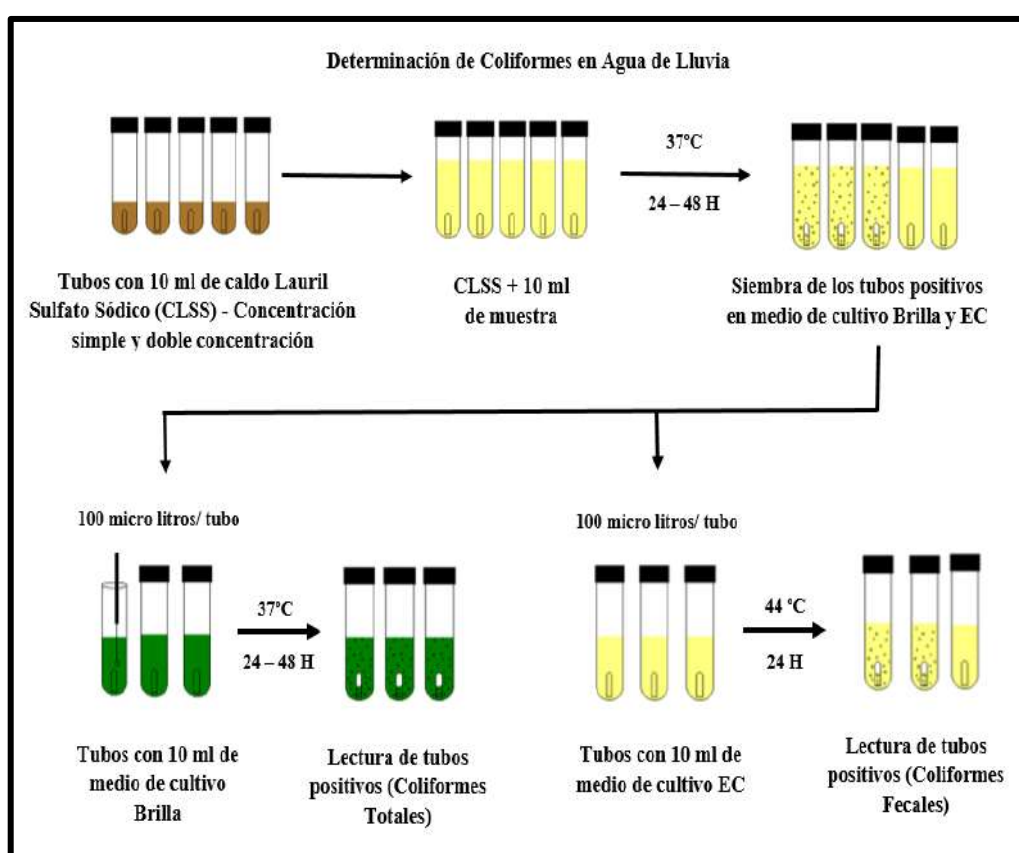 Determinación de Coliformes en Agua de Lluvia
37ºC
24 – 48 H
Tubos con 10 ml de caldo Lauril
Sulfato Sódico (CLSS) - Concentración
simple y doble concentración
CLSS + 10 ml
de muestra
Siembra de los tubos positivos
en medio de cultivo Brilla y EC
100 micro litros/ tubo
100 micro litros/ tubo
37ºC
24 – 48 H
44 ºC
24 H
Tubos con 10 ml de
medio de cultivo
Brilla
Lectura de tubos
positivos (Coliformes
Totales)
Tubos con 10 ml de
medio de cultivo EC
Lectura de tubos
positivos (Coliformes
Fecales)